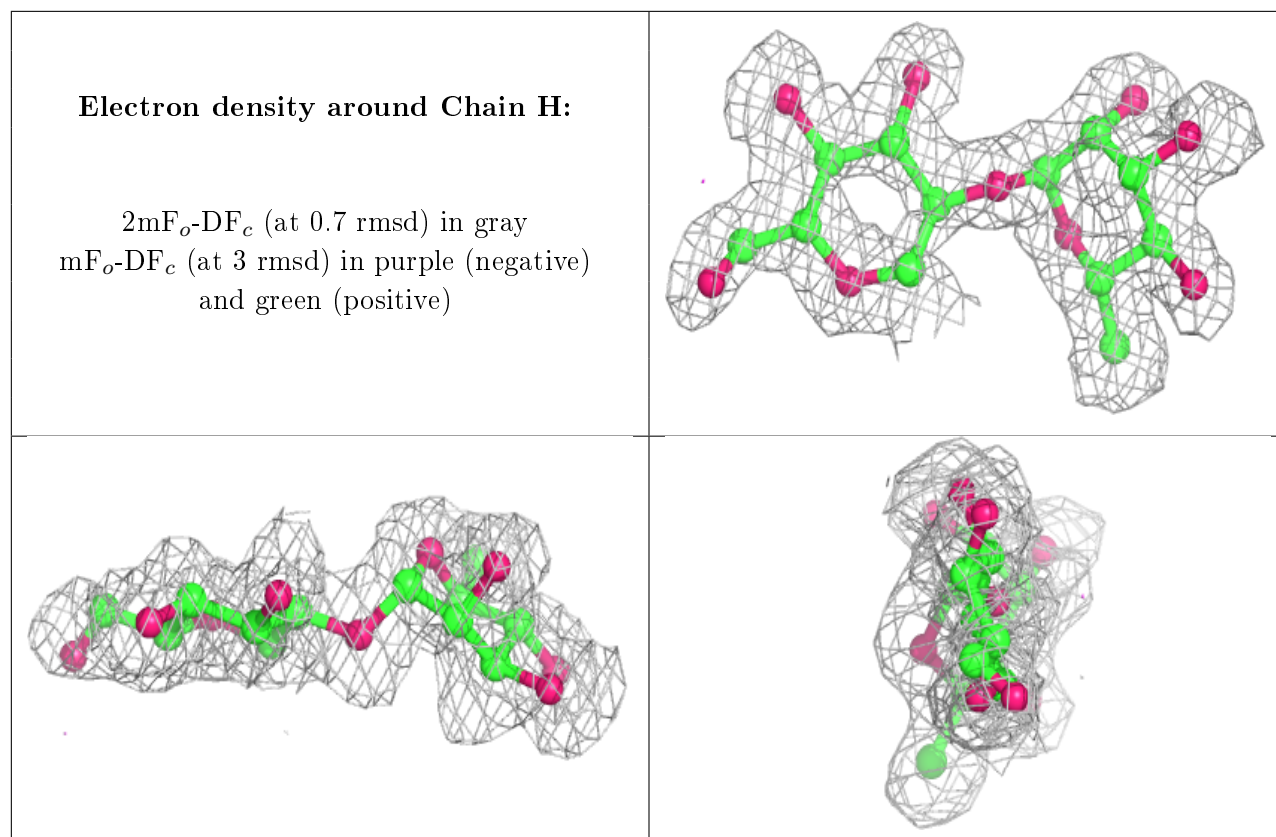 Electron density around Chain H:
2mFo-DFc (at 0.7 rmsd) in gray
mFo-DFc (at 3 rmsd) in purple (negative)
and green (positive)